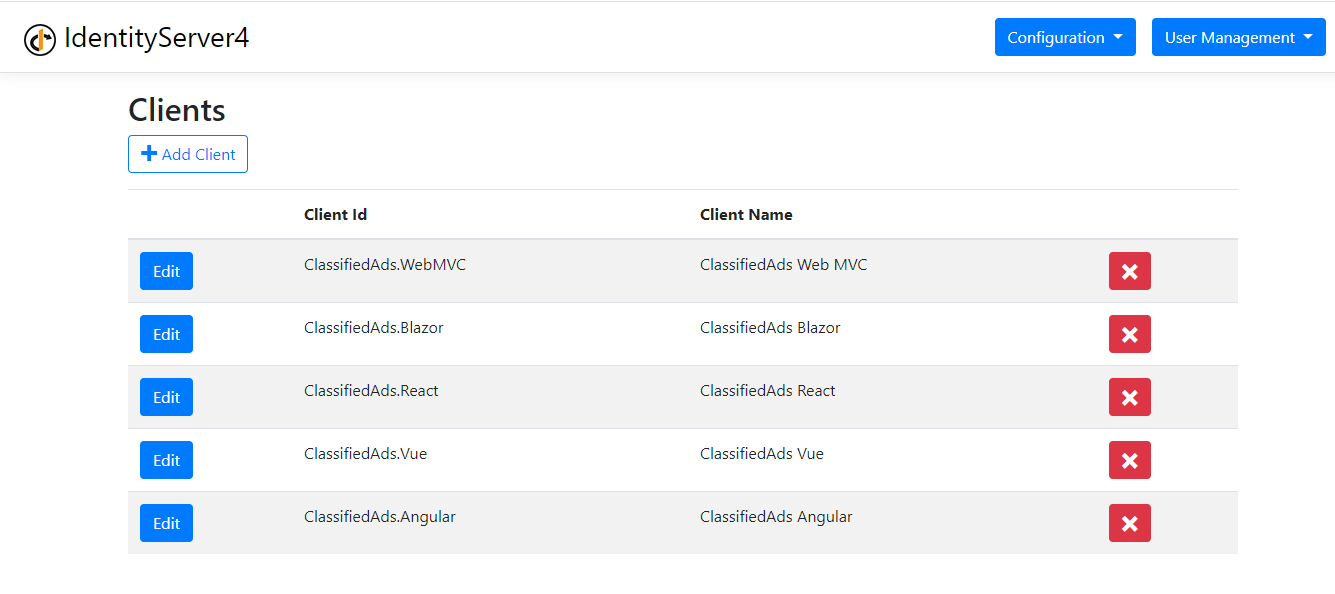 IdentityServer4
Configuration
User Management
Clients
Add Client
Client Id Client Name
Edit ClassifiedAds.WebMVC ClassifiedAds Web MVC
Edit ClassifiedAds.Blazor ClassifiedAds Blazor
Edit ClassifiedAds.React ClassifiedAds React
Edit ClassifiedAds.Vue ClassifiedAds Vue
Edit ClassifiedAds.Angular ClassifiedAds Angular